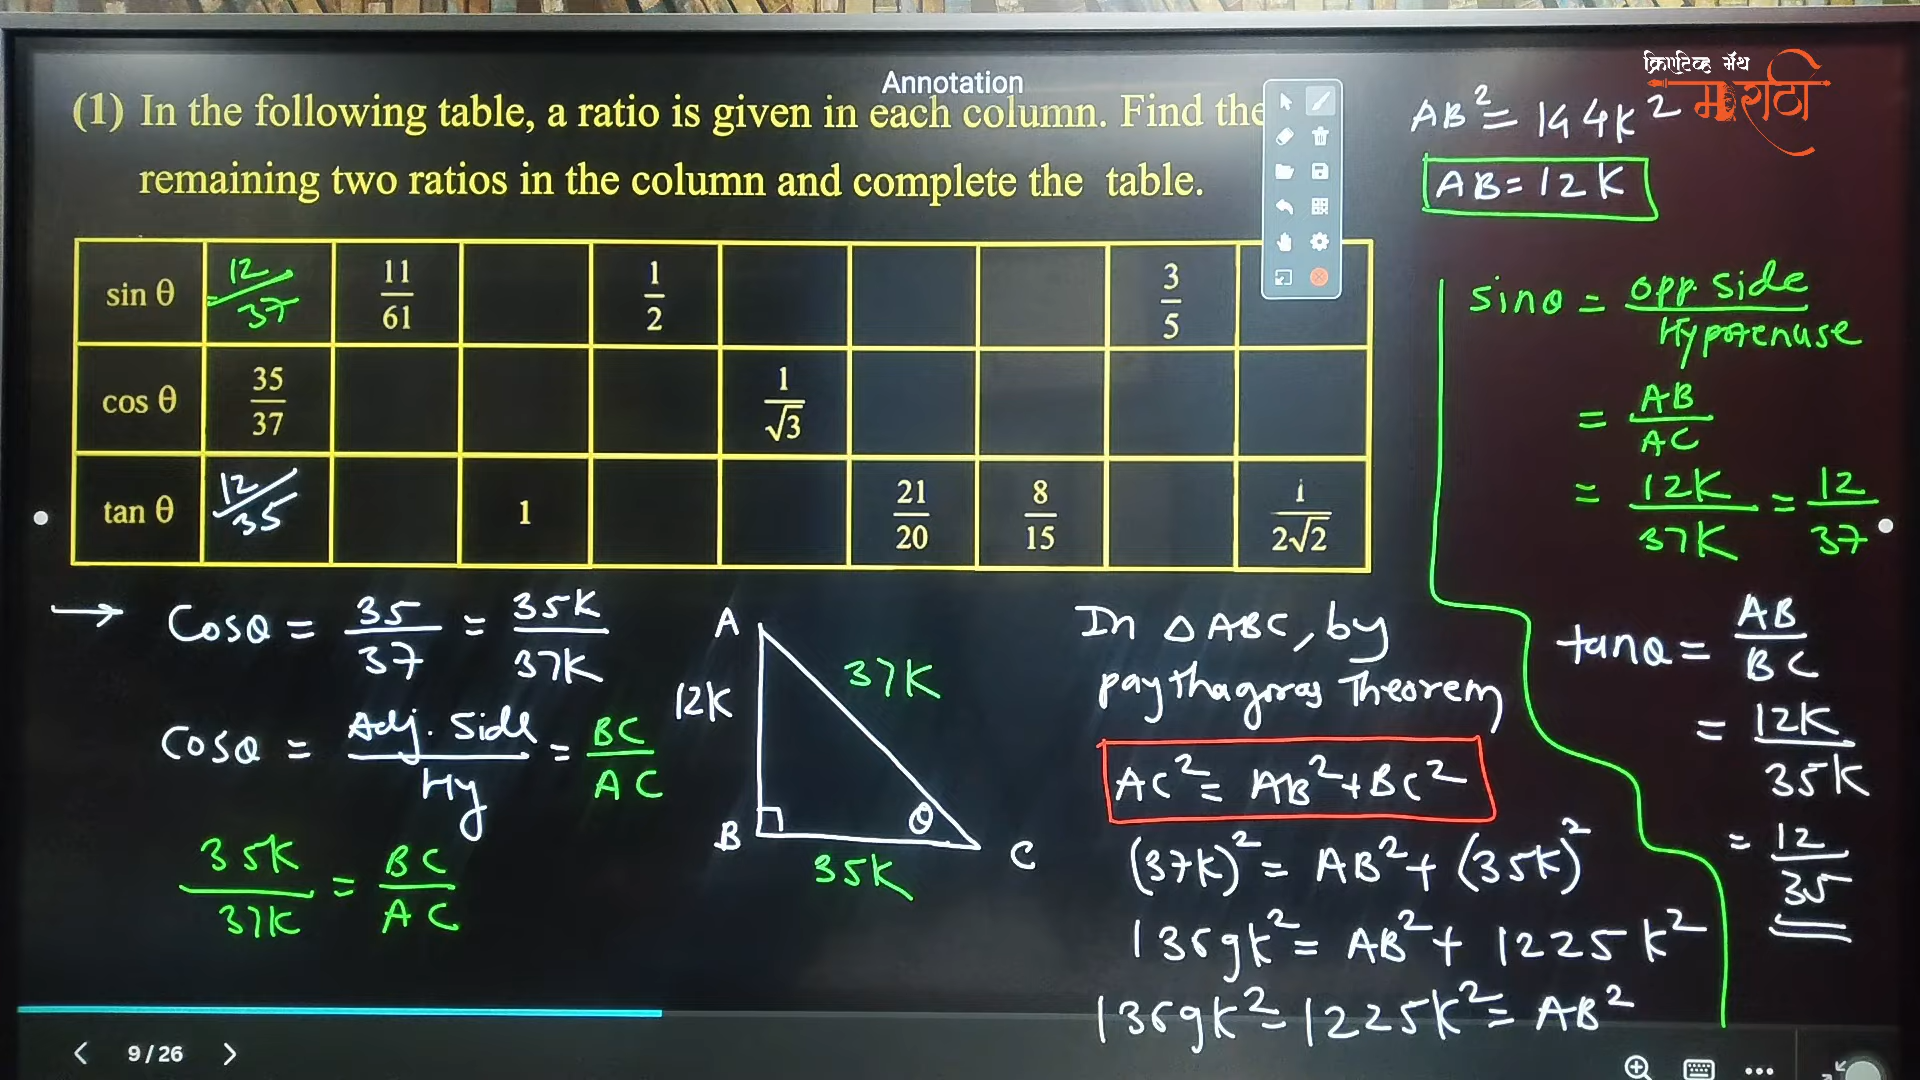 क्रिएटिव्ह मॅथ
मराठी
Annotation
(1) In the following table, a ratio is given in each column. Find the
remaining two ratios in the column and complete the table.
sin θ 12/37 11/61 1/2 3/5
cos θ 35/37 1/√3
tan θ 12/35 1 21/20 8/15 1/2√2
→ Cosθ = 35/37 = 35K/37K
Cosθ = Adj. Side/Hy = BC/AC
35K/37K = BC/AC
A
37K
12K
B
θ
C
35K
In △ABC, by
paythagoras Theorem
AC² = AB²+BC²
(37K)² = AB²+ (35K)²
1369K² = AB²+ 1225K²
1369K² - 1225K² = AB²
AB² = 144K²
AB = 12K
sinθ = opp. side/Hypotenuse
= AB/AC
= 12K/37K = 12/37
tanθ = AB/BC
= 12K/35K
= 12/35
9/26